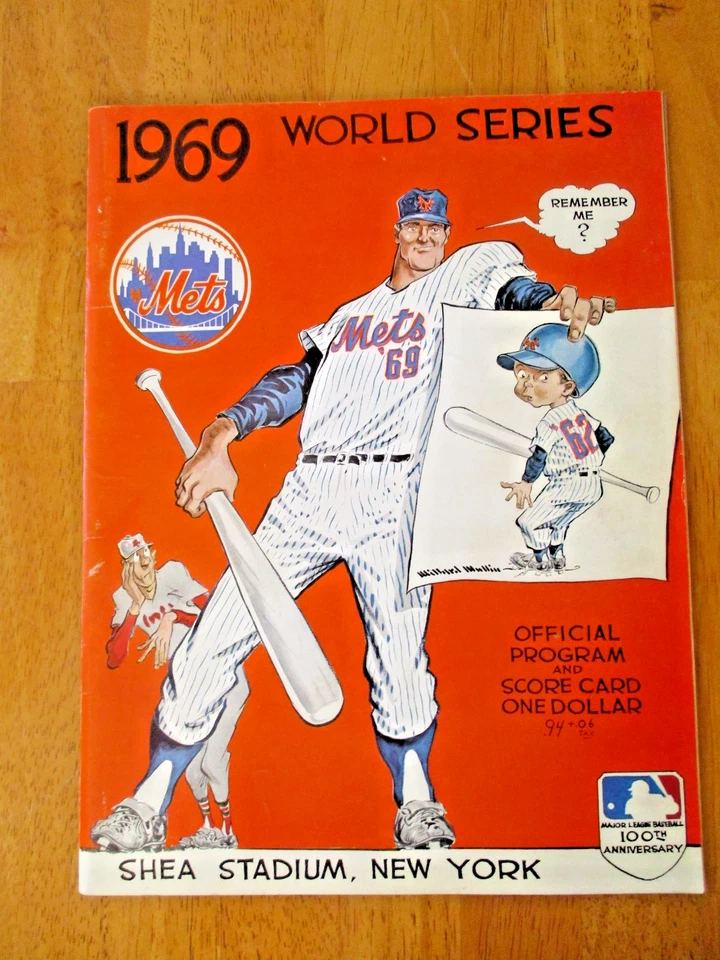 1969 WORLD SERIES
REMEMBER
ME
?
Mets
Mets
'69
'62
Willard Mullin
OFFICIAL
PROGRAM
AND
SCORE CARD
ONE DOLLAR
.94 + .06
TAX
MAJOR LEAGUE BASEBALL
100TH
ANNIVERSARY
SHEA STADIUM, NEW YORK